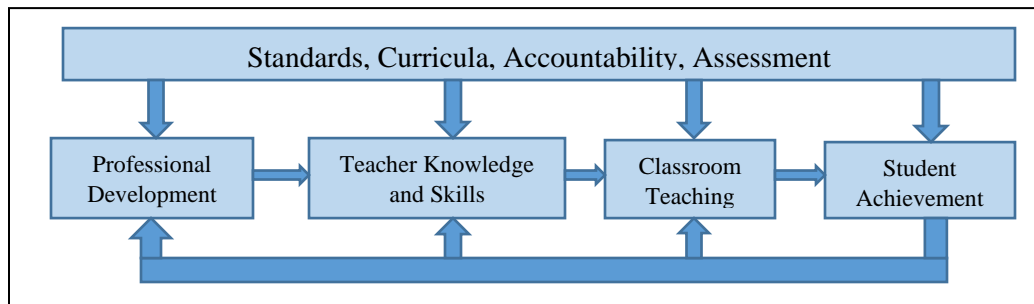 Standards, Curricula, Accountability, Assessment
Professional
Development
Teacher Knowledge
and Skills
Classroom
Teaching
Student
Achievement